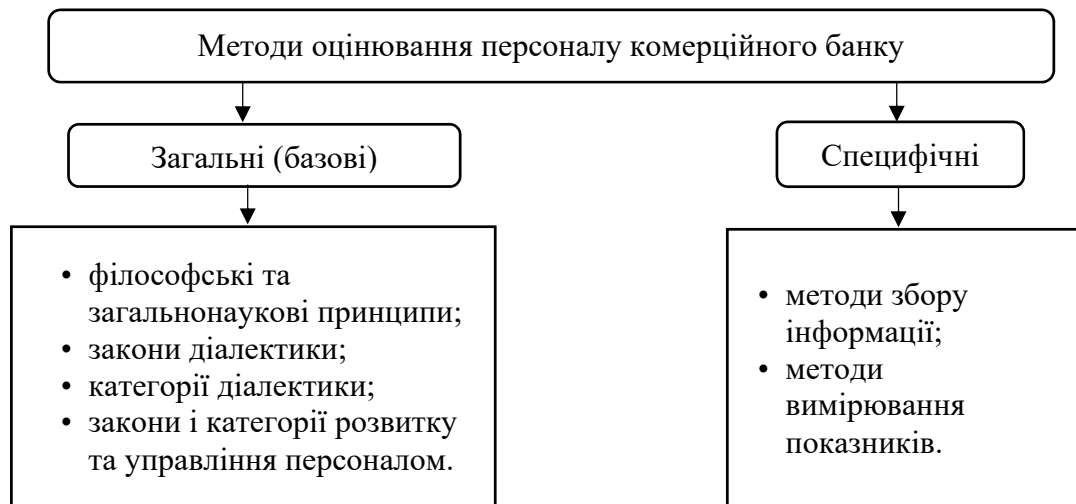 Методи оцінювання персоналу комерційного банку
Загальні (базові)
Специфічні
• філософські та
загальнонаукові принципи;
• закони діалектики;
• категорії діалектики;
• закони і категорії розвитку
та управління персоналом.
• методи збору
інформації;
• методи
вимірювання
показників.